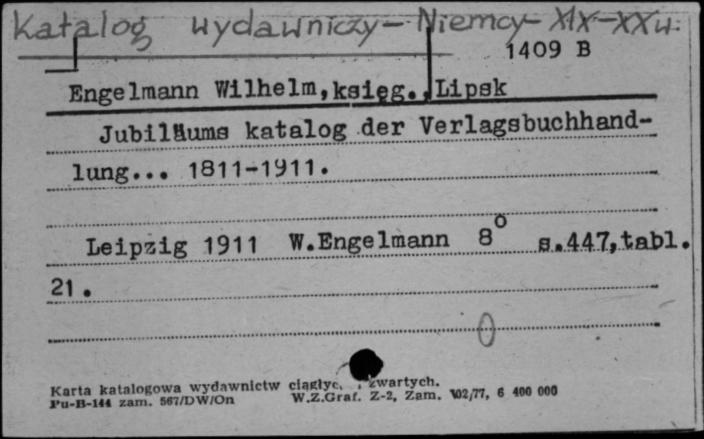 Katalog wydawniczy – Niemcy – XIX–XXw.
1409 B
Engelmann Wilhelm, księg., Lipsk
Jubiläums katalog der Verlagsbuchhand-
lung... 1811-1911.
Leipzig 1911 W.Engelmann 8° s.447, tabl.
21.
Karta katalogowa wydawnictw ciągłyc. i zwartych.
Pu-B-144 zam. 567/DW/On W.Z.Graf. Z-2, Zam. 102/77, 6 400 000